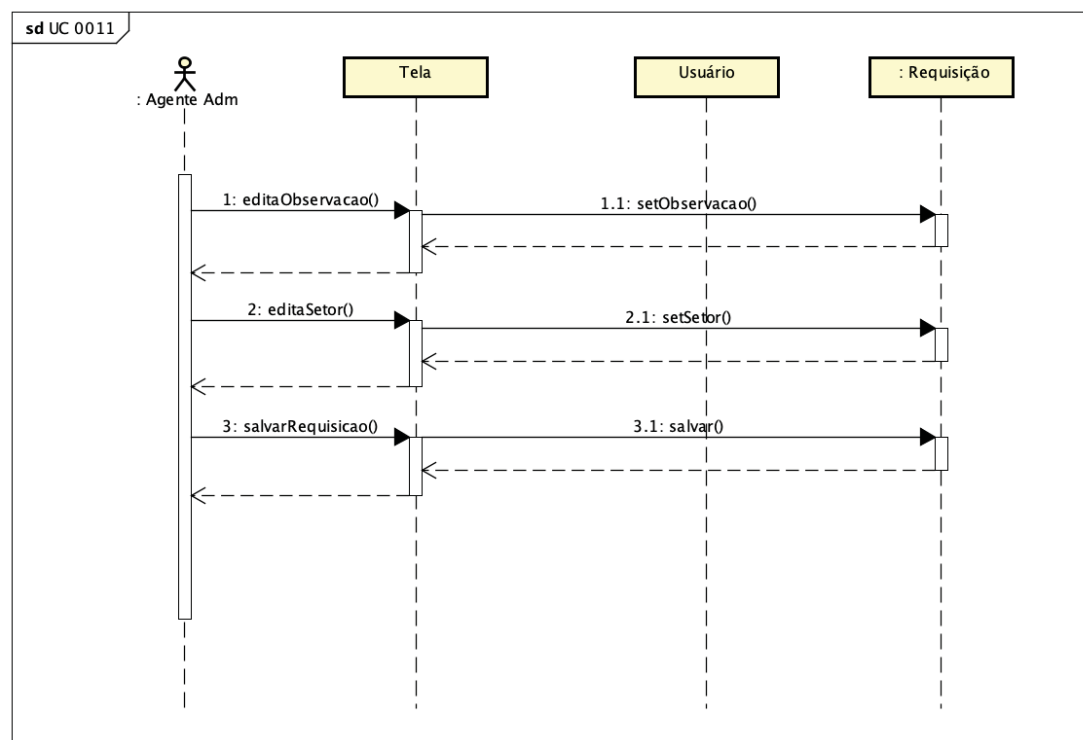 sd UC 0011
: Agente Adm
Tela
Usuário
: Requisição
1: editaObservacao()
1.1: setObservacao()
2: editaSetor()
2.1: setSetor()
3: salvarRequisicao()
3.1: salvar()